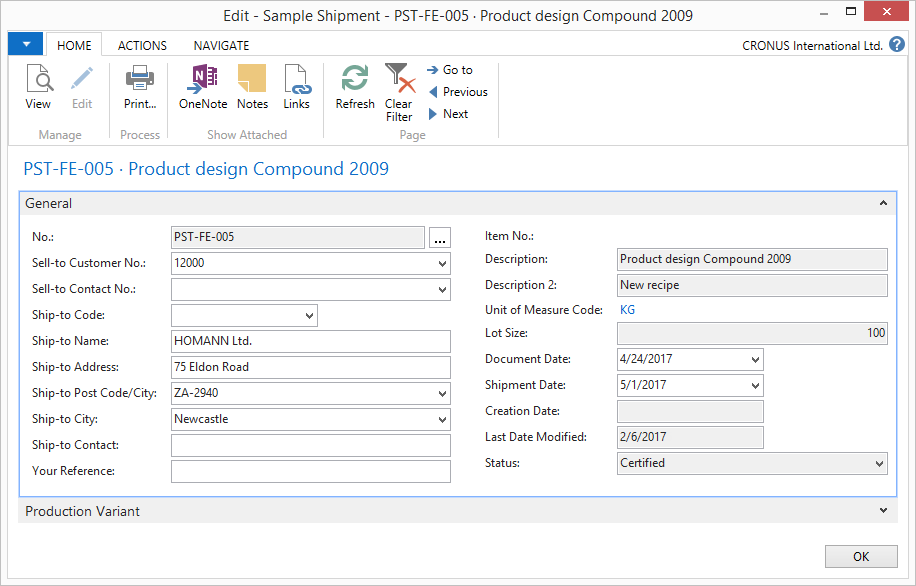 Edit - Sample Shipment - PST-FE-005 · Product design Compound 2009
HOME ACTIONS NAVIGATE CRONUS International Ltd. ?
View Edit Print... OneNote Notes Links Refresh Clear Filter Go to Previous Next
Manage Process Show Attached Page
PST-FE-005 · Product design Compound 2009
General
No.: PST-FE-005 ...
Sell-to Customer No.: 12000
Sell-to Contact No.:
Ship-to Code:
Ship-to Name: HOMANN Ltd.
Ship-to Address: 75 Eldon Road
Ship-to Post Code/City: ZA-2940
Ship-to City: Newcastle
Ship-to Contact:
Your Reference:
Item No.:
Description: Product design Compound 2009
Description 2: New recipe
Unit of Measure Code: KG
Lot Size: 100
Document Date: 4/24/2017
Shipment Date: 5/1/2017
Creation Date:
Last Date Modified: 2/6/2017
Status: Certified
Production Variant
OK